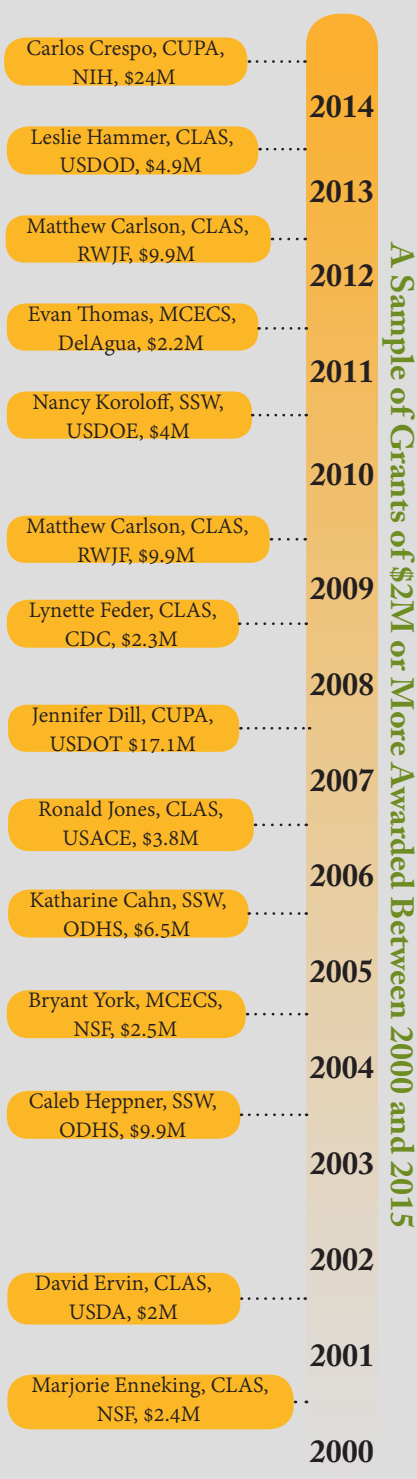 Carlos Crespo, CUPA,
NIH, $24M
2014
Leslie Hammer, CLAS,
USDOD, $4.9M
2013
Matthew Carlson, CLAS,
RWJF, $9.9M
2012
Evan Thomas, MCECS,
DelAgua, $2.2M
2011
Nancy Koroloff, SSW,
USDOE, $4M
2010
Matthew Carlson, CLAS,
RWJF, $9.9M
2009
Lynette Feder, CLAS,
CDC, $2.3M
2008
Jennifer Dill, CUPA,
USDOT $17.1M
2007
Ronald Jones, CLAS,
USACE, $3.8M
2006
Katharine Cahn, SSW,
ODHS, $6.5M
2005
Bryant York, MCECS,
NSF, $2.5M
2004
Caleb Heppner, SSW,
ODHS, $9.9M
2003
2002
David Ervin, CLAS,
USDA, $2M
2001
Marjorie Enneking, CLAS,
NSF, $2.4M
2000
A Sample of Grants of $2M or More Awarded Between 2000 and 2015